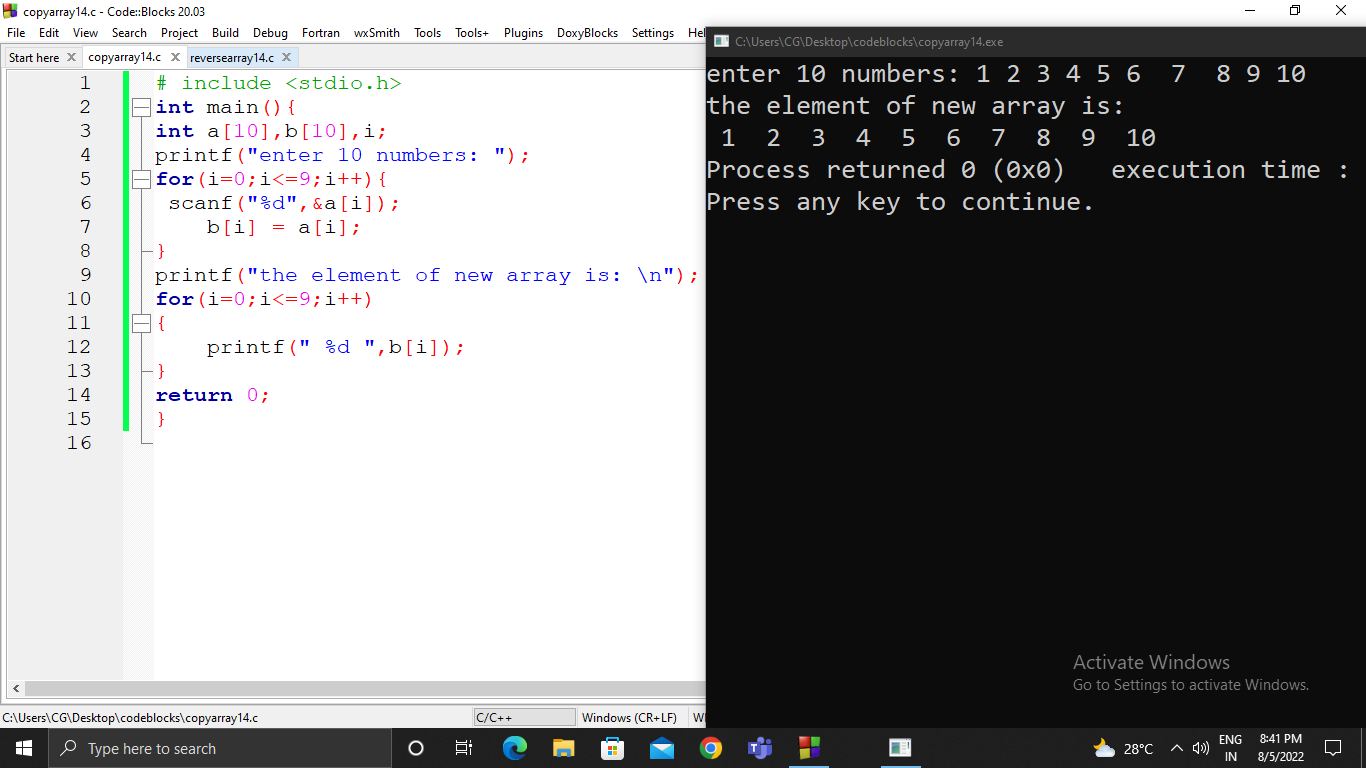 copyarray14.c - Code::Blocks 20.03
File Edit View Search Project Build Debug Fortran wxSmith Tools Tools+ Plugins DoxyBlocks Settings Hel
Start here copyarray14.c reversearray14.c
1 # include <stdio.h>
2 int main(){
3 int a[10],b[10],i;
4 printf("enter 10 numbers: ");
5 for(i=0;i<=9;i++){
6 scanf("%d",&a[i]);
7 b[i] = a[i];
8 }
9 printf("the element of new array is: \n");
10 for(i=0;i<=9;i++)
11 {
12 printf(" %d ",b[i]);
13 }
14 return 0;
15 }
16
C:\Users\CG\Desktop\codeblocks\copyarray14.c C/C++ Windows (CR+LF) W
C:\Users\CG\Desktop\codeblocks\copyarray14.exe
enter 10 numbers: 1 2 3 4 5 6  7  8 9 10
the element of new array is:
1  2  3  4  5  6  7  8  9  10
Process returned 0 (0x0)   execution time :
Press any key to continue.
Activate Windows
Go to Settings to activate Windows.
Type here to search
28°C
ENG
IN
8:41 PM
8/5/2022